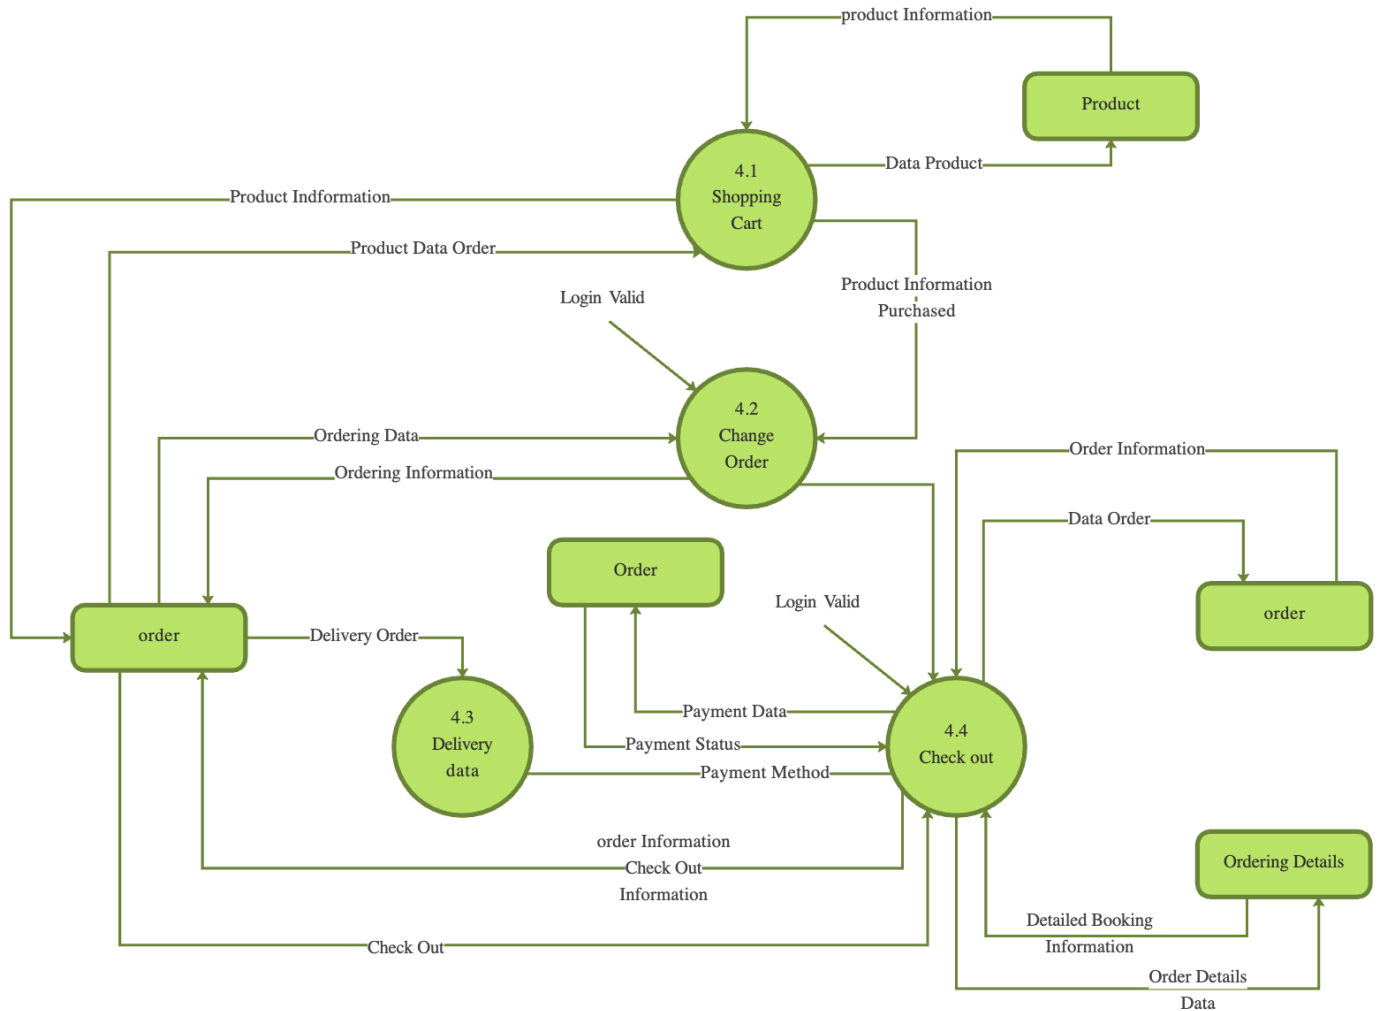 product Information
Product
4.1
Shopping
Cart
Data Product
Product Indformation
Product Data Order
Product Information
Purchased
Login Valid
4.2
Change
Order
Ordering Data
Ordering Information
Order Information
Data Order
Order
Login Valid
order
order
Delivery Order
4.3
Delivery
data
Payment Data
Payment Status
Payment Method
4.4
Check out
order Information
Check Out
Information
Ordering Details
Check Out
Detailed Booking
Information
Order Details
Data